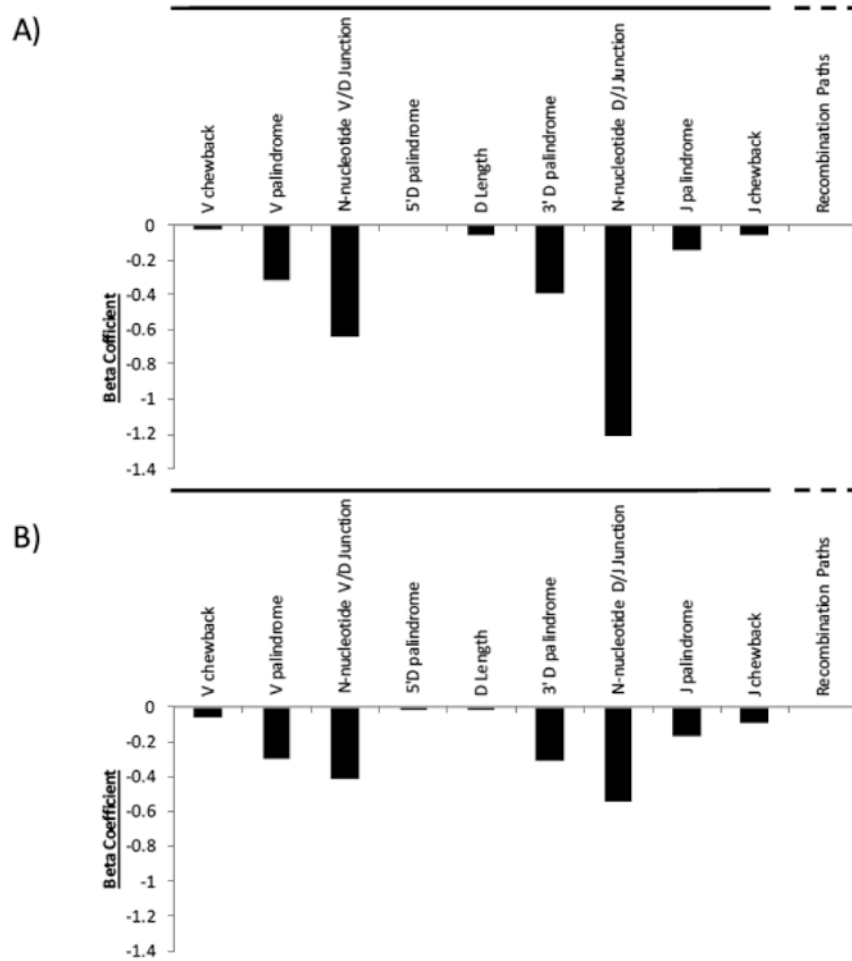 A)
V chewback
V palindrome
N-nucleotide V/D Junction
5'D palindrome
D Length
3' D palindrome
N-nucleotide D/J Junction
J palindrome
J chewback
Recombination Paths
Beta Cofficient
0
-0.2
-0.4
-0.6
-0.8
-1
-1.2
-1.4
B)
V chewback
V palindrome
N-nucleotide V/D Junction
5'D palindrome
D Length
3' D palindrome
N-nucleotide D/J Junction
J palindrome
J chewback
Recombination Paths
Beta Coefficient
0
-0.2
-0.4
-0.6
-0.8
-1
-1.2
-1.4